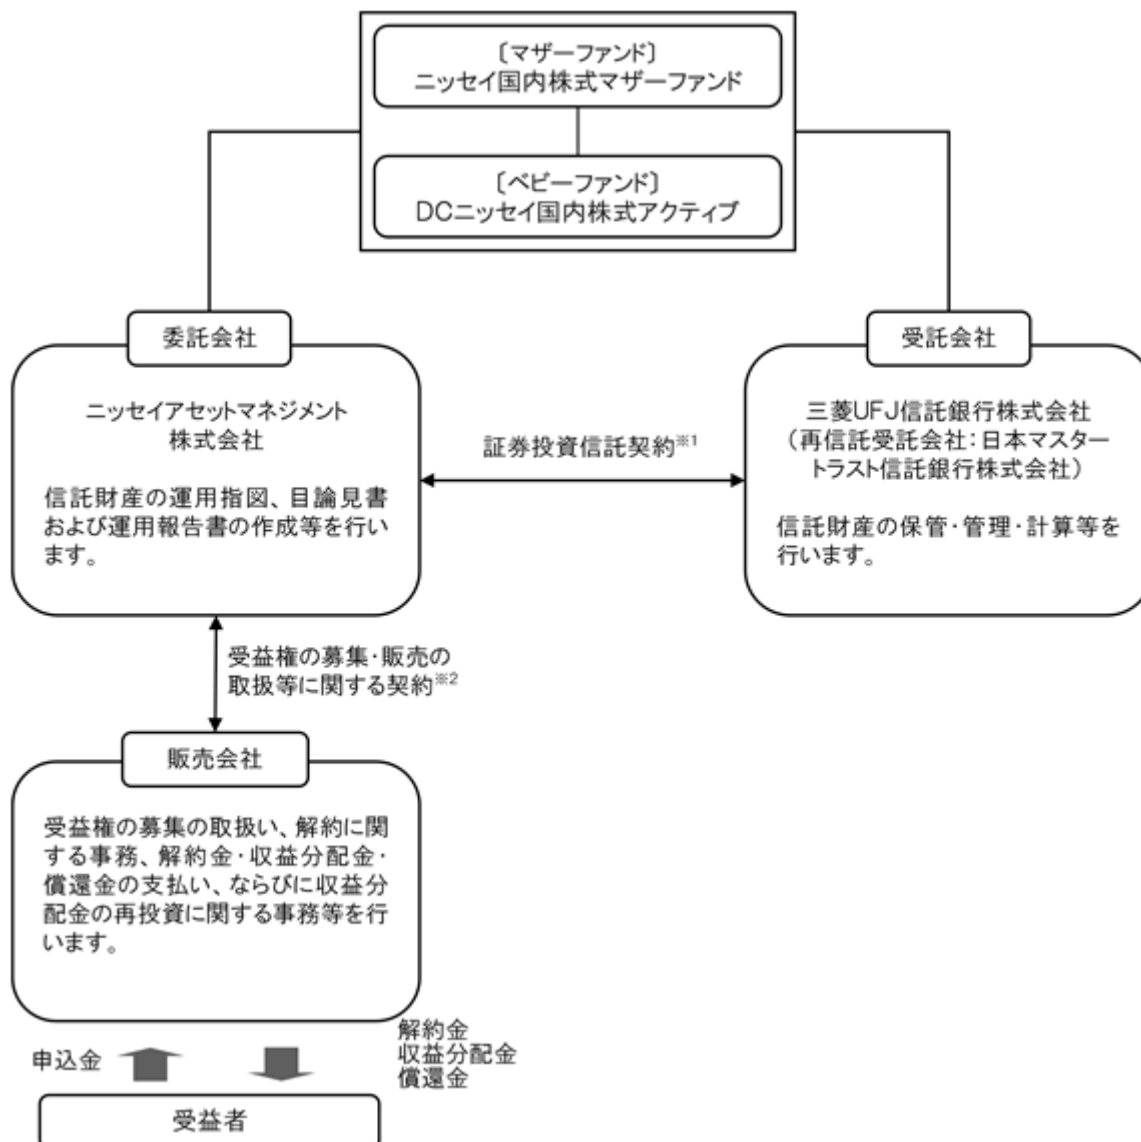 〔マザーファンド〕
ニッセイ国内株式マザーファンド
〔ベビーファンド〕
DCニッセイ国内株式アクティブ
委託会社
ニッセイアセットマネジメント
株式会社
信託財産の運用指図、目論見書
および運用報告書の作成等を行い
ます。
証券投資信託契約※1
受託会社
三菱UFJ信託銀行株式会社
（再信託受託会社：日本マスター
トラスト信託銀行株式会社）
信託財産の保管・管理・計算等を
行います。
受益権の募集・販売の
取扱等に関する契約※2
販売会社
受益権の募集の取扱い、解約に関
する事務、解約金・収益分配金・
償還金の支払い、ならびに収益分
配金の再投資に関する事務等を行
います。
申込金
解約金
収益分配金
償還金
受益者